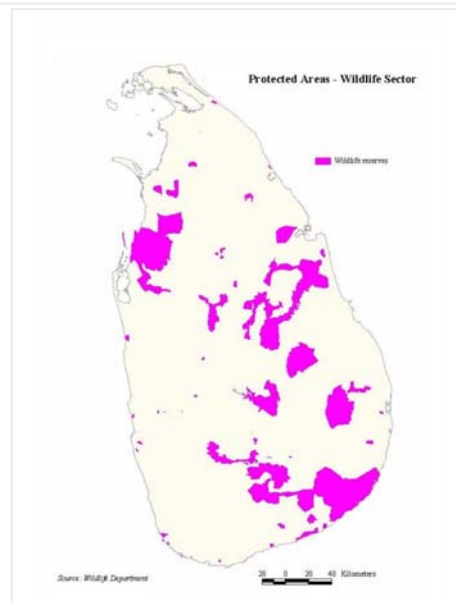 Protected Areas - Wildlife Sector
Wildlife reserves
20 0 20 40 Kilometers
Source: Wildlife Department